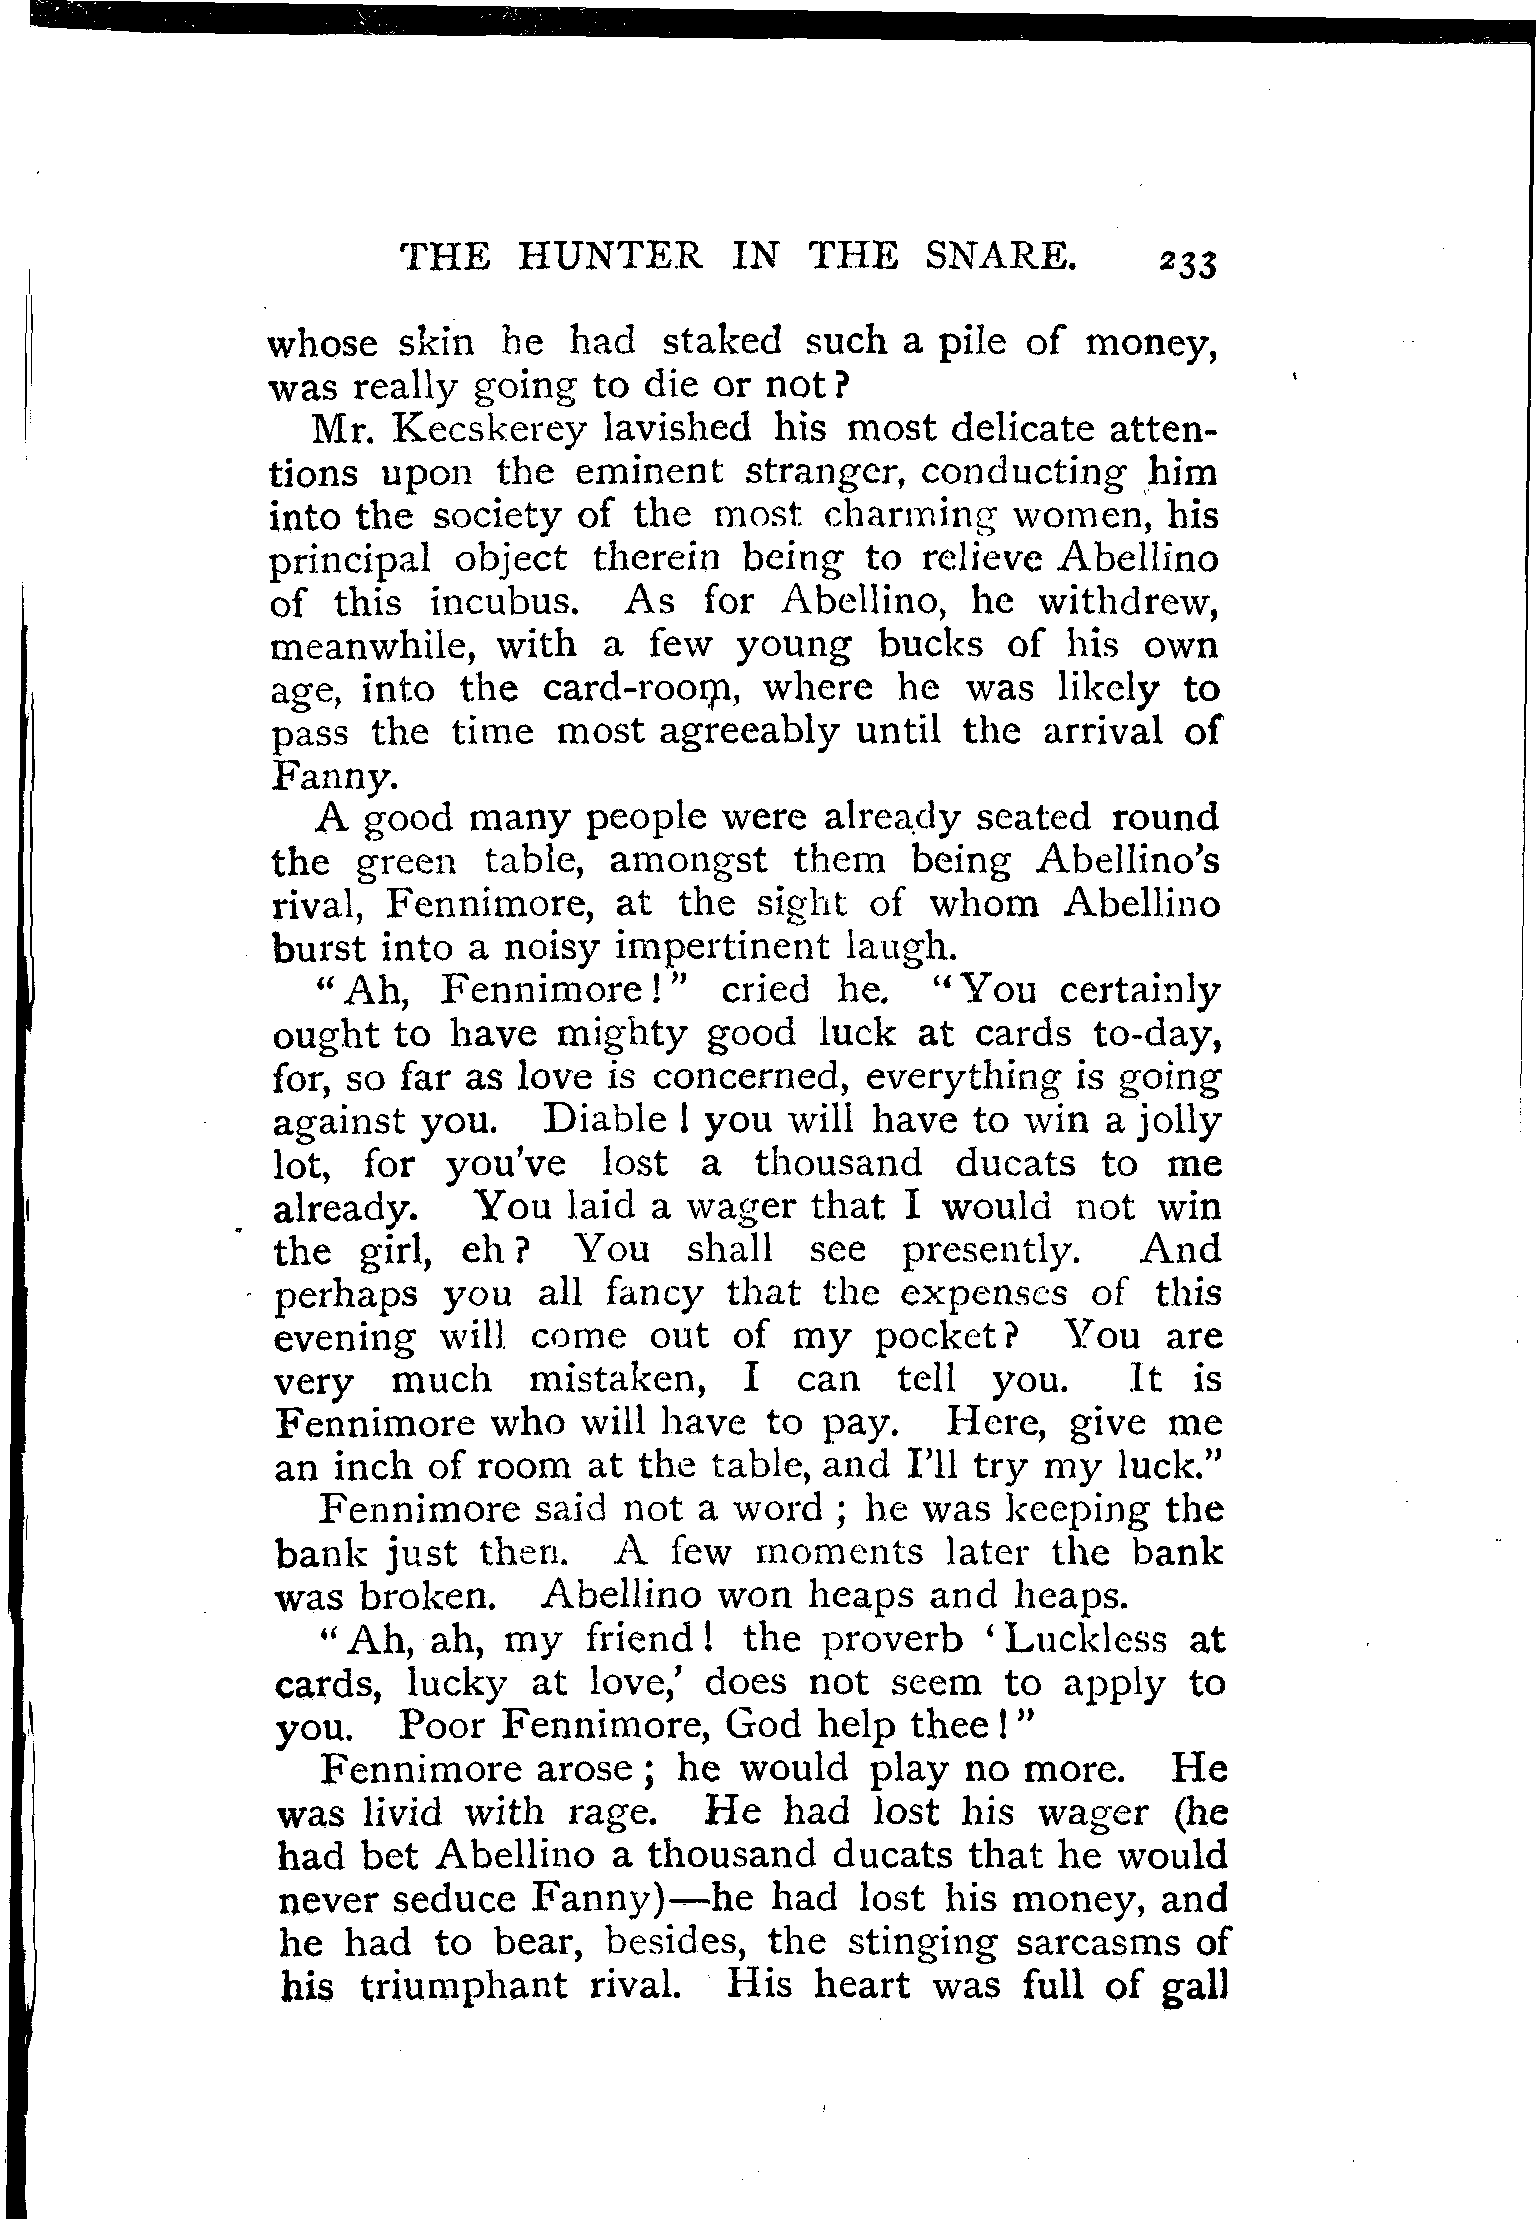 THE HUNTER IN THE SNARE. 233
whose skin he had staked such a pile of money,
was really going to die or not?
Mr. Kecskerey lavished his most delicate atten-
tions upon the eminent stranger, conducting him
into the society of the most charming women, his
principal object therein being to relieve Abellino
of this incubus. As for Abellino, he withdrew,
meanwhile, with a few young bucks of his own
age, into the card-room, where he was likely to
pass the time most agreeably until the arrival of
Fanny.
A good many people were already seated round
the green table, amongst them being Abellino's
rival, Fennimore, at the sight of whom Abellino
burst into a noisy impertinent laugh.
"Ah, Fennimore!" cried he. "You certainly
ought to have mighty good luck at cards to-day,
for, so far as love is concerned, everything is going
against you. Diable! you will have to win a jolly
lot, for you've lost a thousand ducats to me
already. You laid a wager that I would not win
the girl, eh? You shall see presently. And
perhaps you all fancy that the expenses of this
evening will come out of my pocket? You are
very much mistaken, I can tell you. It is
Fennimore who will have to pay. Here, give me
an inch of room at the table, and I'll try my luck."
Fennimore said not a word; he was keeping the
bank just then. A few moments later the bank
was broken. Abellino won heaps and heaps.
"Ah, ah, my friend! the proverb 'Luckless at
cards, lucky at love,' does not seem to apply to
you. Poor Fennimore, God help thee!"
Fennimore arose; he would play no more. He
was livid with rage. He had lost his wager (he
had bet Abellino a thousand ducats that he would
never seduce Fanny)—he had lost his money, and
he had to bear, besides, the stinging sarcasms of
his triumphant rival. His heart was full of gall